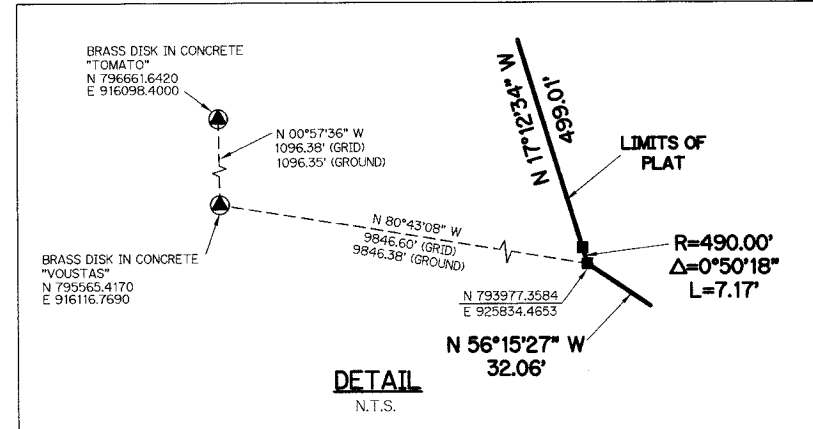 BRASS DISK IN CONCRETE
"TOMATO"
N 796661.6420
E 916098.4000
N 00°57'36" W
1096.38' (GRID)
1096.35' (GROUND)
N 17°12'34" W
499.01'
LIMITS OF
PLAT
BRASS DISK IN CONCRETE
"VOUSTAS"
N 795565.4170
E 916116.7690
N 80°43'08" W
9846.60' (GRID)
9846.38' (GROUND)
N 793977.3584
E 925834.4653
R=490.00'
Δ=0°50'18"
L=7.17'
N 56°15'27" W
32.06'
DETAIL
N.T.S.